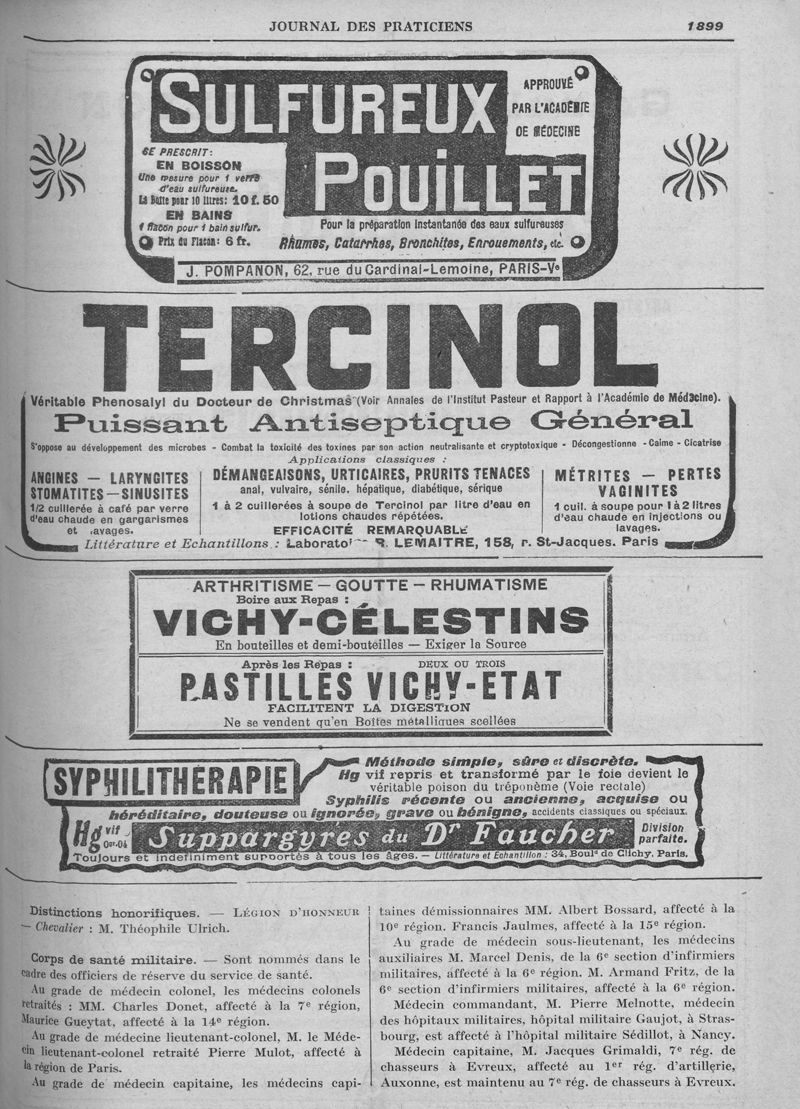 JOURNAL DES PRATICIENS 1899
SULFUREUX
POUILLET
APPROUVÉ
PAR L'ACADÉMIE
DE MÉDECINE
SE PRESCRIT:
EN BOISSON
Une mesure pour 1 verre
d'eau sulfureuse.
La Boîte pour 10 litres: 10 f. 50
EN BAINS
1 flacon pour 1 bain sulfur.
Prix du Flacon: 6 fr.
Pour la préparation instantanée des eaux sulfureuses
Rhumes, Catarrhes, Bronchites, Enrouements, etc.
J. POMPANON, 62, rue du Cardinal-Lemoine, PARIS-Ve
TERCINOL
Véritable Phenosalyl du Docteur de Christmas (Voir Annales de l'Institut Pasteur et Rapport à l'Académie de Méd3cine).
Puissant Antiseptique Général
S'oppose au développement des microbes - Combat la toxicité des toxines par son action neutralisante et cryptotoxique - Décongestionne - Calme - Cicatrise
Applications classiques :
ANGINES — LARYNGITES
STOMATITES — SINUSITES
1/2 cuillerée à café par verre
d'eau chaude en gargarismes
et lavages.
DÉMANGEAISONS, URTICAIRES, PRURITS TENACES
anal, vulvaire, sénile, hépatique, diabétique, sérique
1 à 2 cuillerées à soupe de Tercinol par litre d'eau en
lotions chaudes répétées.
EFFICACITÉ REMARQUABLE
MÉTRITES — PERTES
VAGINITES
1 cuil. à soupe pour 1 à 2 litres
d'eau chaude en injections ou
lavages.
Littérature et Echantillons : Laborato R. LEMAITRE, 158, r. St-Jacques. Paris
ARTHRITISME — GOUTTE — RHUMATISME
Boire aux Repas :
VICHY-CÉLESTINS
En bouteilles et demi-bouteilles — Exiger la Source
Après les Repas : DEUX OU TROIS
PASTILLES VICHY-ETAT
FACILITENT LA DIGESTION
Ne se vendent qu'en Boîtes métalliques scellées
SYPHILITHÉRAPIE
Méthode simple, sûre et discrète.
Hg vif repris et transformé par le foie devient le
véritable poison du tréponème (Voie rectale)
Syphilis récente ou ancienne, acquise ou
héréditaire, douteuse ou ignorée, grave ou bénigne, accidents classiques ou spéciaux.
Hg vif
0gr.04
Suppargyres du Dr Faucher
Division
parfaite.
Toujours et indéfiniment supportés à tous les âges. — Littérature et Echantillon : 34, Boulд de Clichy, Paris.
Distinctions honorifiques. — LÉGION D'HONNEUR
— Chevalier : M. Théophile Ulrich.
Corps de santé militaire. — Sont nommés dans le
cadre des officiers de réserve du service de santé.
Au grade de médecin colonel, les médecins colonels
retraités : MM. Charles Donet, affecté à la 7e région,
Maurice Gueytat, affecté à la 14e région.
Au grade de médecine lieutenant-colonel, M. le Méde-
cin lieutenant-colonel retraité Pierre Mulot, affecté à
la région de Paris.
Au grade de médecin capitaine, les médecins capi-
taines démissionnaires MM. Albert Bossard, affecté à la
10e région. Francis Jaulmes, affecté à la 15e région.
Au grade de médecin sous-lieutenant, les médecins
auxiliaires M. Marcel Denis, de la 6e section d'infirmiers
militaires, affecté à la 6e région. M. Armand Fritz, de la
6e section d'infirmiers militaires, affecté à la 6e région.
Médecin commandant, M. Pierre Melnotte, médecin
des hôpitaux militaires, hôpital militaire Gaujot, à Stras-
bourg, est affecté à l'hôpital militaire Sédillot, à Nancy.
Médecin capitaine, M. Jacques Grimaldi, 7e rég. de
chasseurs à Evreux, affecté au 1er rég. d'artillerie,
Auxonne, est maintenu au 7e rég. de chasseurs à Evreux.